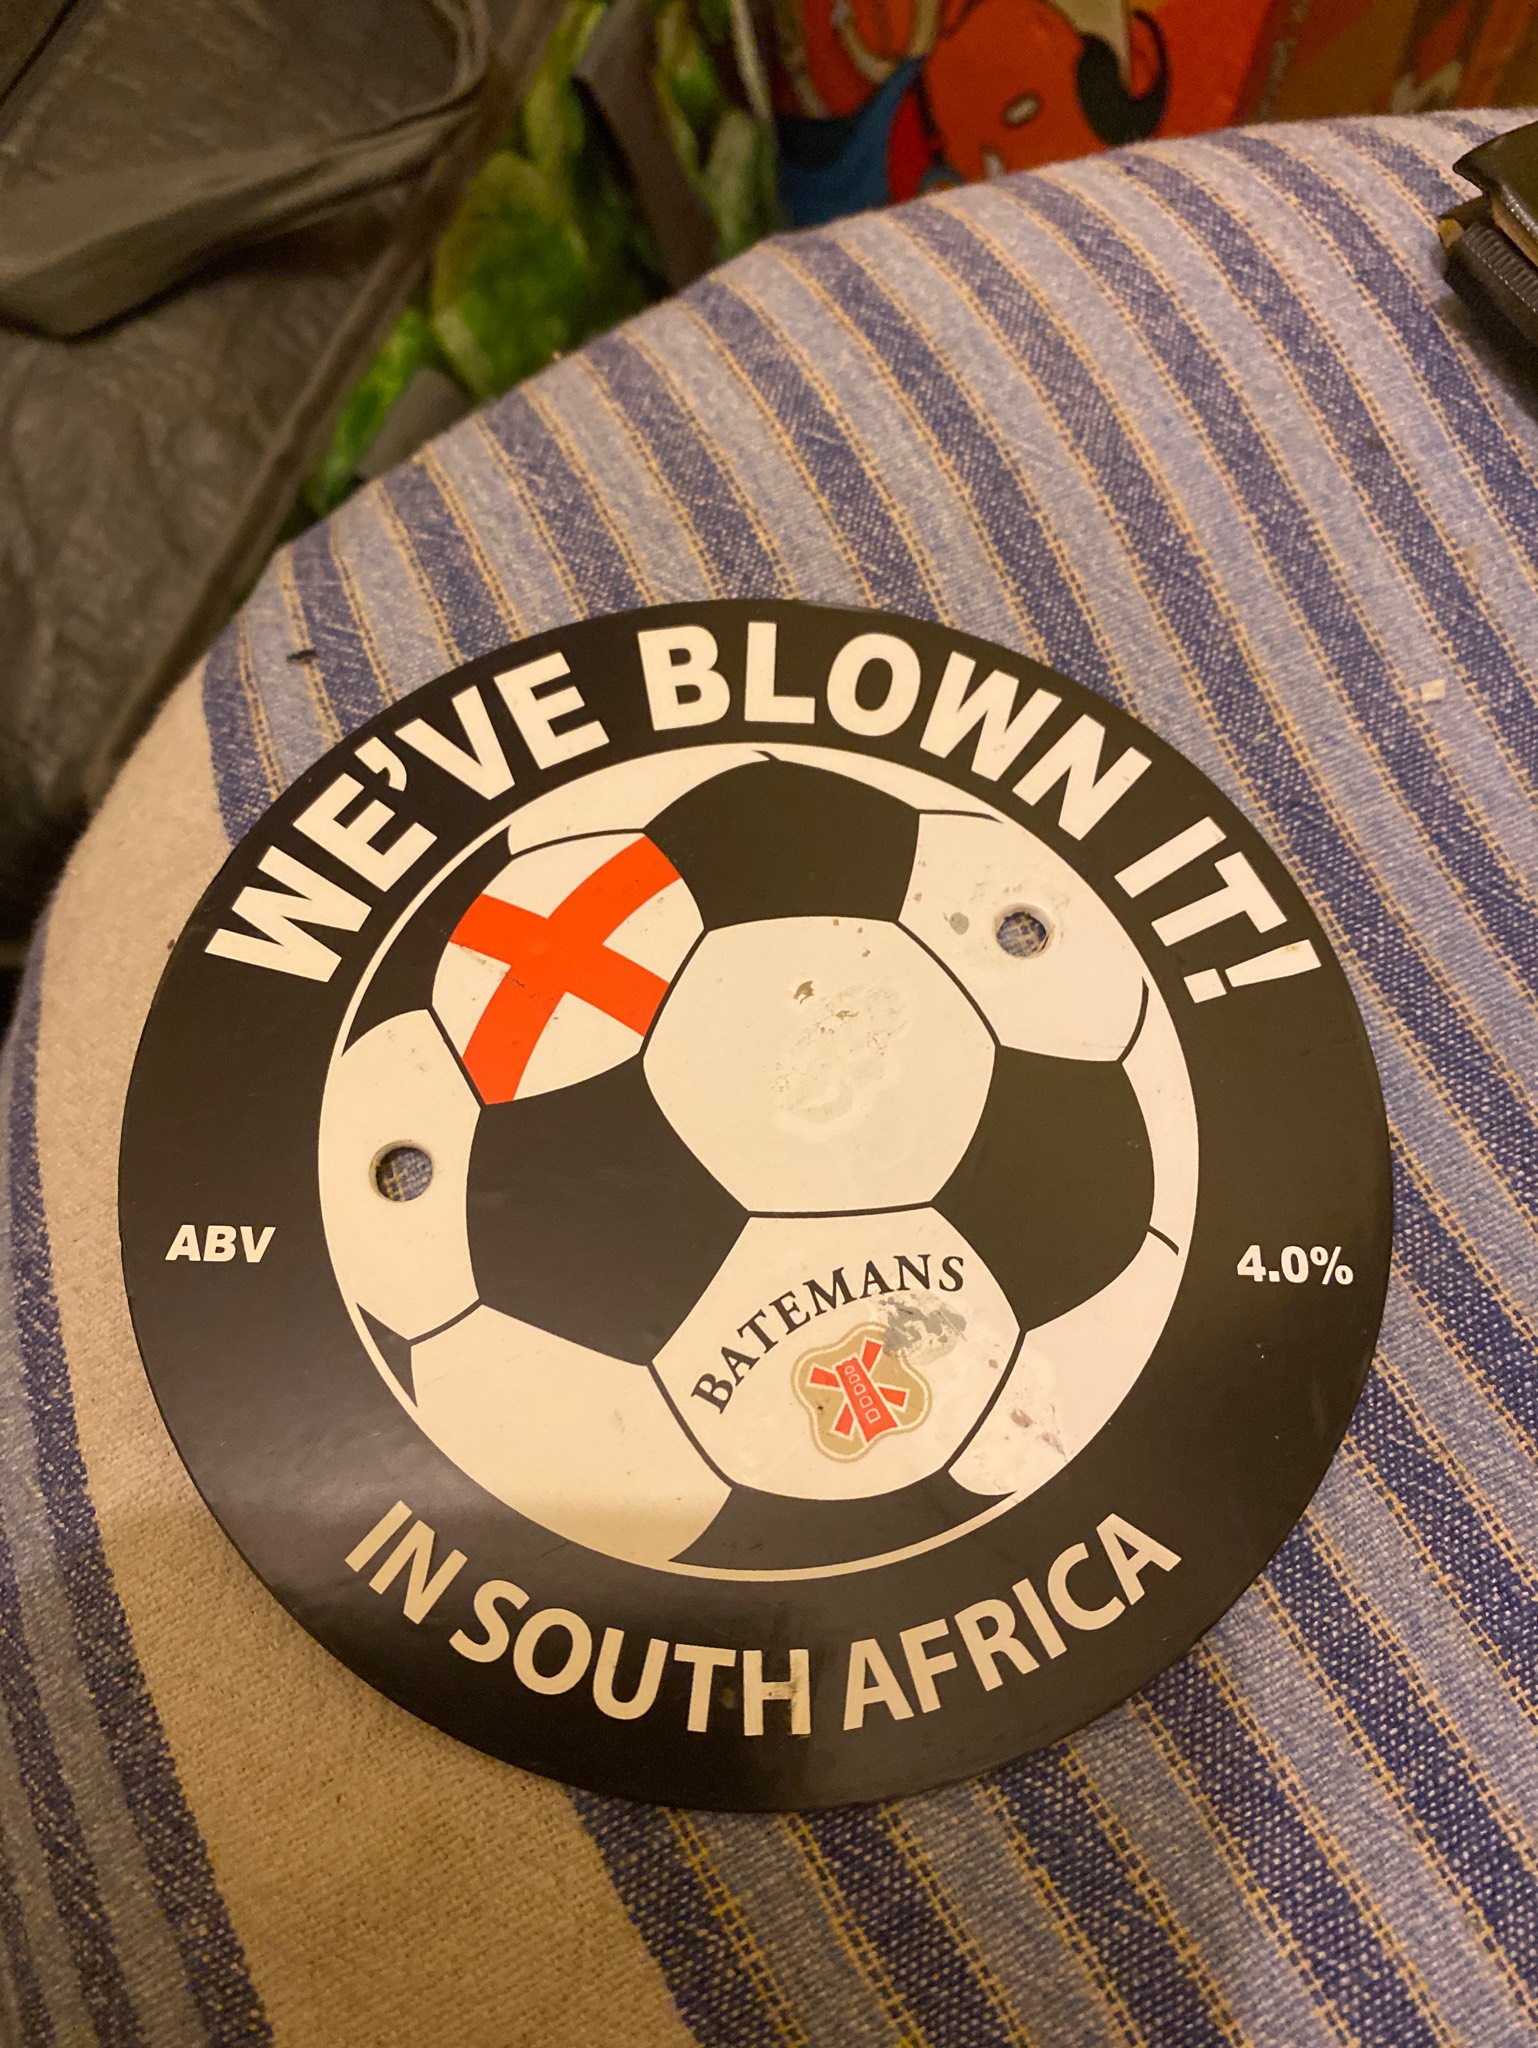 WE'VE BLOWN IT!
ABV
4.0%
BATEMANS
IN SOUTH AFRICA